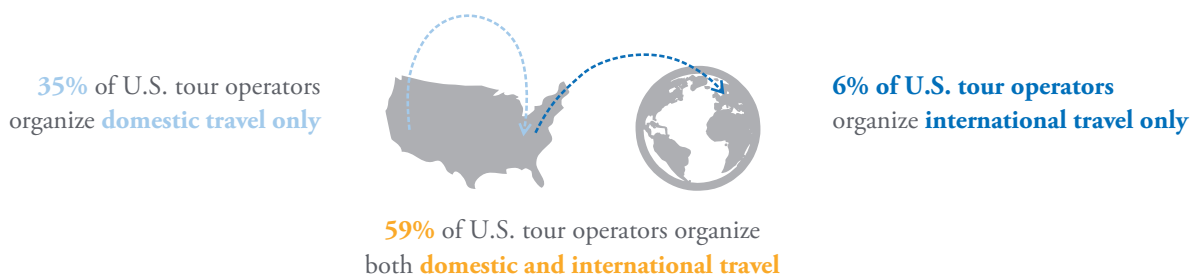 35% of U.S. tour operators
organize domestic travel only
6% of U.S. tour operators
organize international travel only
59% of U.S. tour operators organize
both domestic and international travel